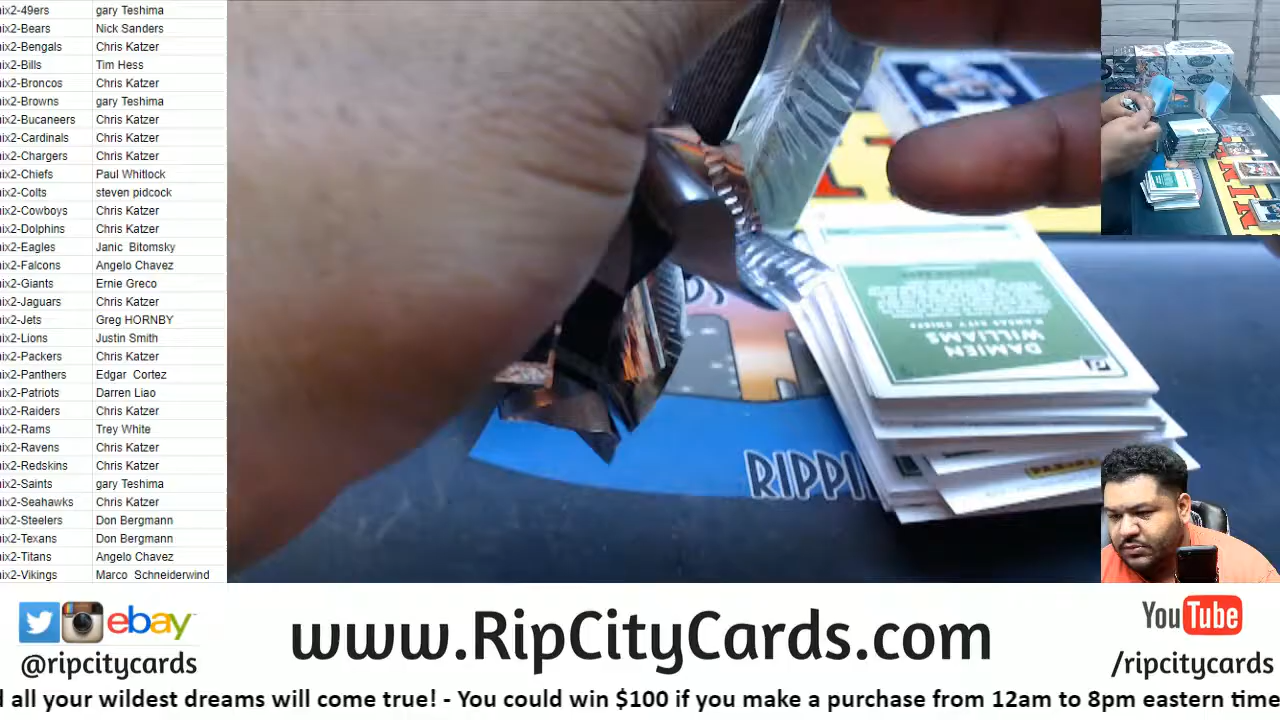 ix2-49ers gary Teshima
ix2-Bears Nick Sanders
ix2-Bengals Chris Katzer
ix2-Bills Tim Hess
ix2-Broncos Chris Katzer
ix2-Browns gary Teshima
ix2-Bucaneers Chris Katzer
ix2-Cardinals Chris Katzer
ix2-Chargers Chris Katzer
ix2-Chiefs Paul Whitlock
ix2-Colts steven pidcock
ix2-Cowboys Chris Katzer
ix2-Dolphins Chris Katzer
ix2-Eagles Janic Bitomsky
ix2-Falcons Angelo Chavez
ix2-Giants Ernie Greco
ix2-Jaguars Chris Katzer
ix2-Jets Greg HORNBY
ix2-Lions Justin Smith
ix2-Packers Chris Katzer
ix2-Panthers Edgar Cortez
ix2-Patriots Darren Liao
ix2-Raiders Chris Katzer
ix2-Rams Trey White
ix2-Ravens Chris Katzer
ix2-Redskins Chris Katzer
ix2-Saints gary Teshima
ix2-Seahawks Chris Katzer
ix2-Steelers Don Bergmann
ix2-Texans Don Bergmann
ix2-Titans Angelo Chavez
ix2-Vikings Marco Schneiderwind
DAMIEN
WILLIAMS
KANSAS CITY CHIEFS
RIPPI
PANINI
ebay
@ripcitycards
www.RipCityCards.com
YouTube
/ripcitycards
d all your wildest dreams will come true! - You could win $100 if you make a purchase from 12am to 8pm eastern time